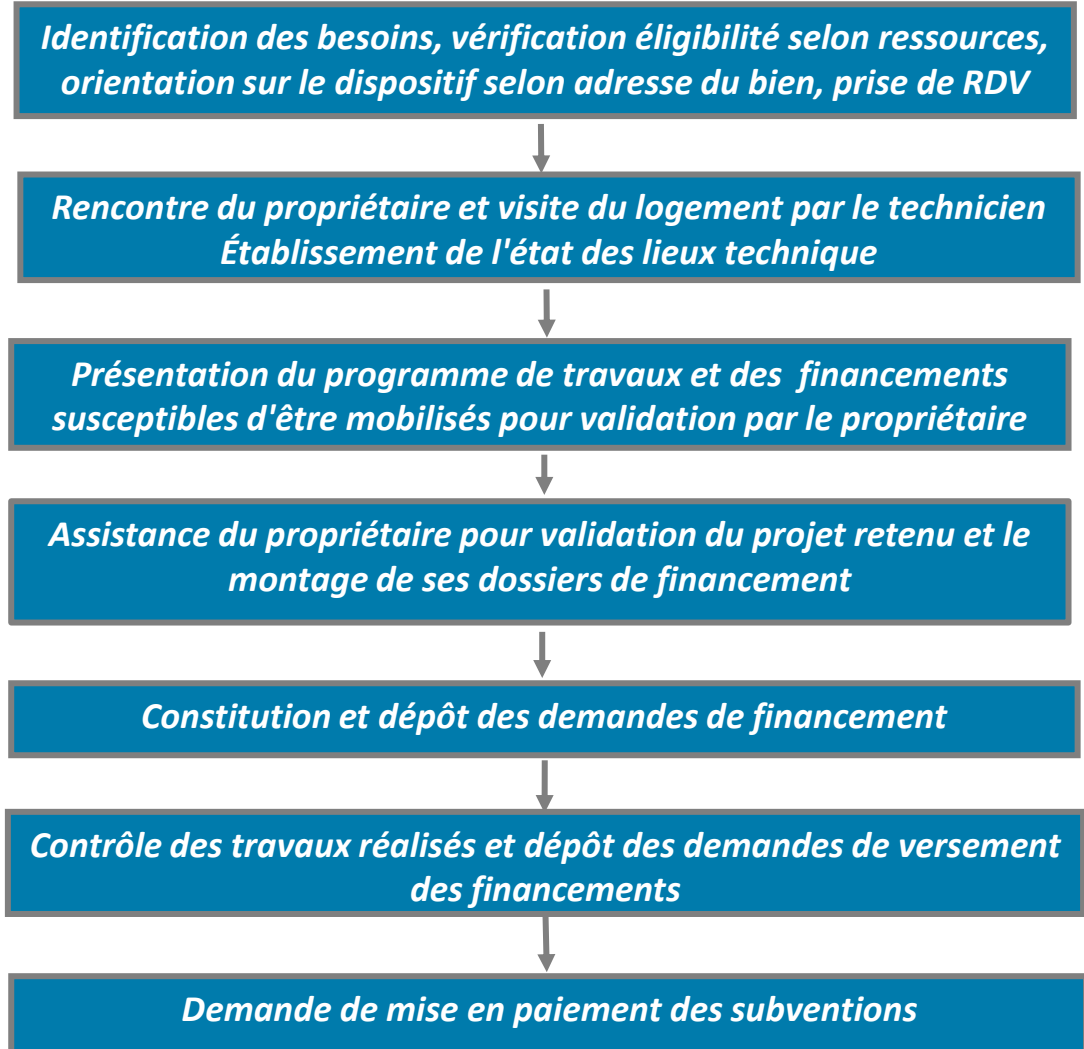 Identification des besoins, vérification éligibilité selon ressources,
orientation sur le dispositif selon adresse du bien, prise de RDV
Rencontre du propriétaire et visite du logement par le technicien
Établissement de l'état des lieux technique
Présentation du programme de travaux et des financements
susceptibles d'être mobilisés pour validation par le propriétaire
Assistance du propriétaire pour validation du projet retenu et le
montage de ses dossiers de financement
Constitution et dépôt des demandes de financement
Contrôle des travaux réalisés et dépôt des demandes de versement
des financements
Demande de mise en paiement des subventions